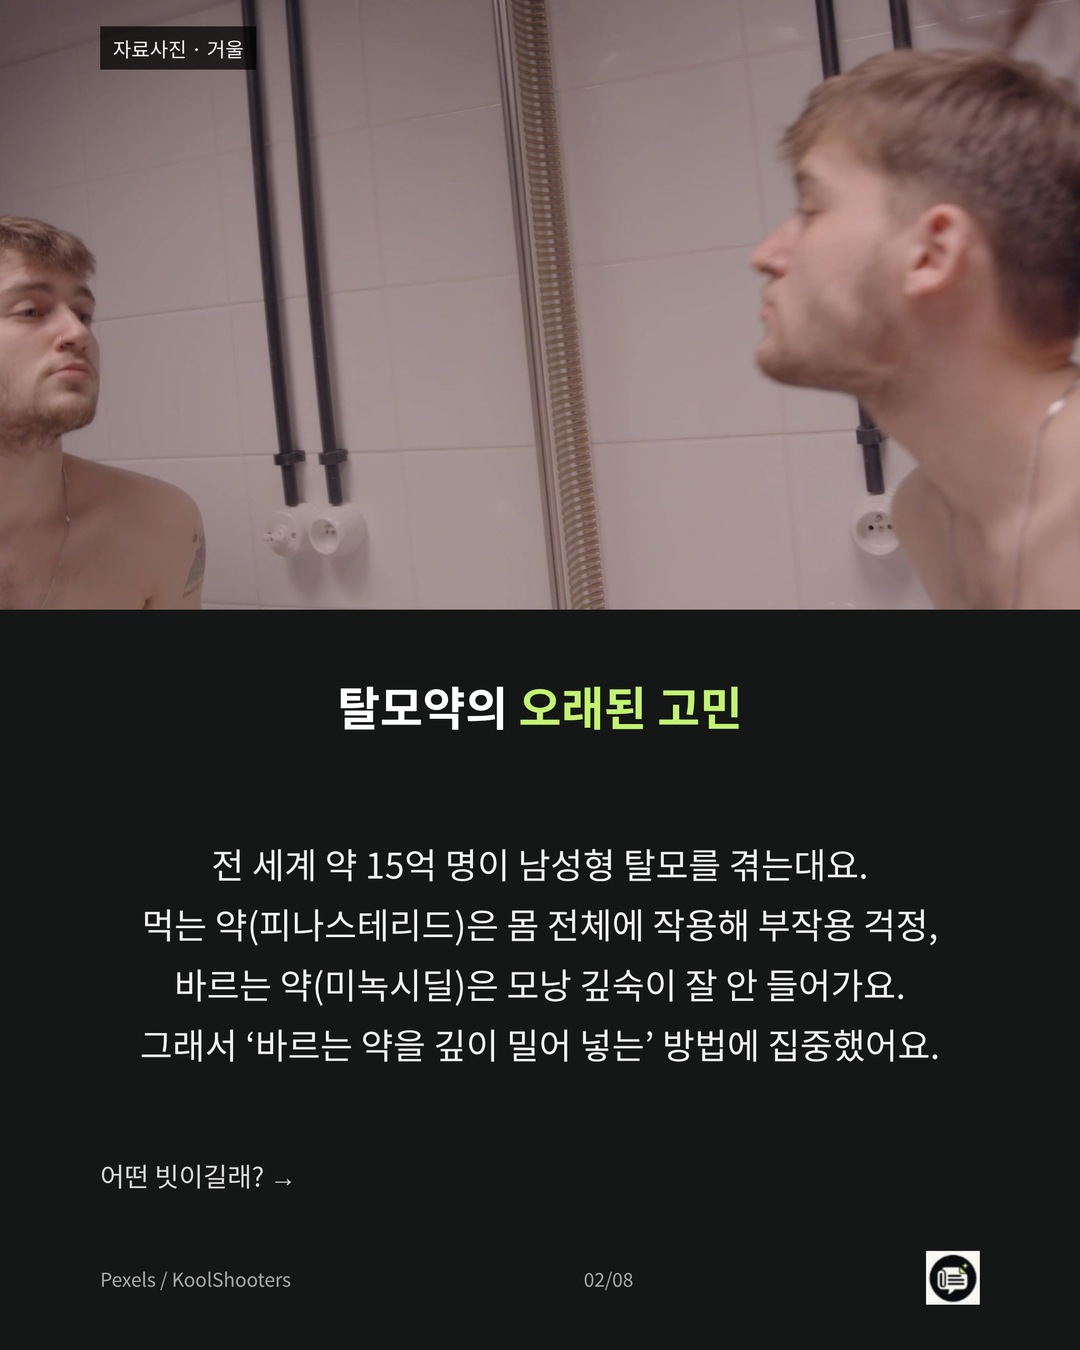 자료사진 · 거울
탈모약의 오래된 고민
전 세계 약 15억 명이 남성형 탈모를 겪는대요.
먹는 약(피나스테리드)은 몸 전체에 작용해 부작용 걱정,
바르는 약(미녹시딜)은 모낭 깊숙이 잘 안 들어가요.
그래서 ‘바르는 약을 깊이 밀어 넣는’ 방법에 집중했어요.
어떤 빗이길래? →
Pexels / KoolShooters
02/08